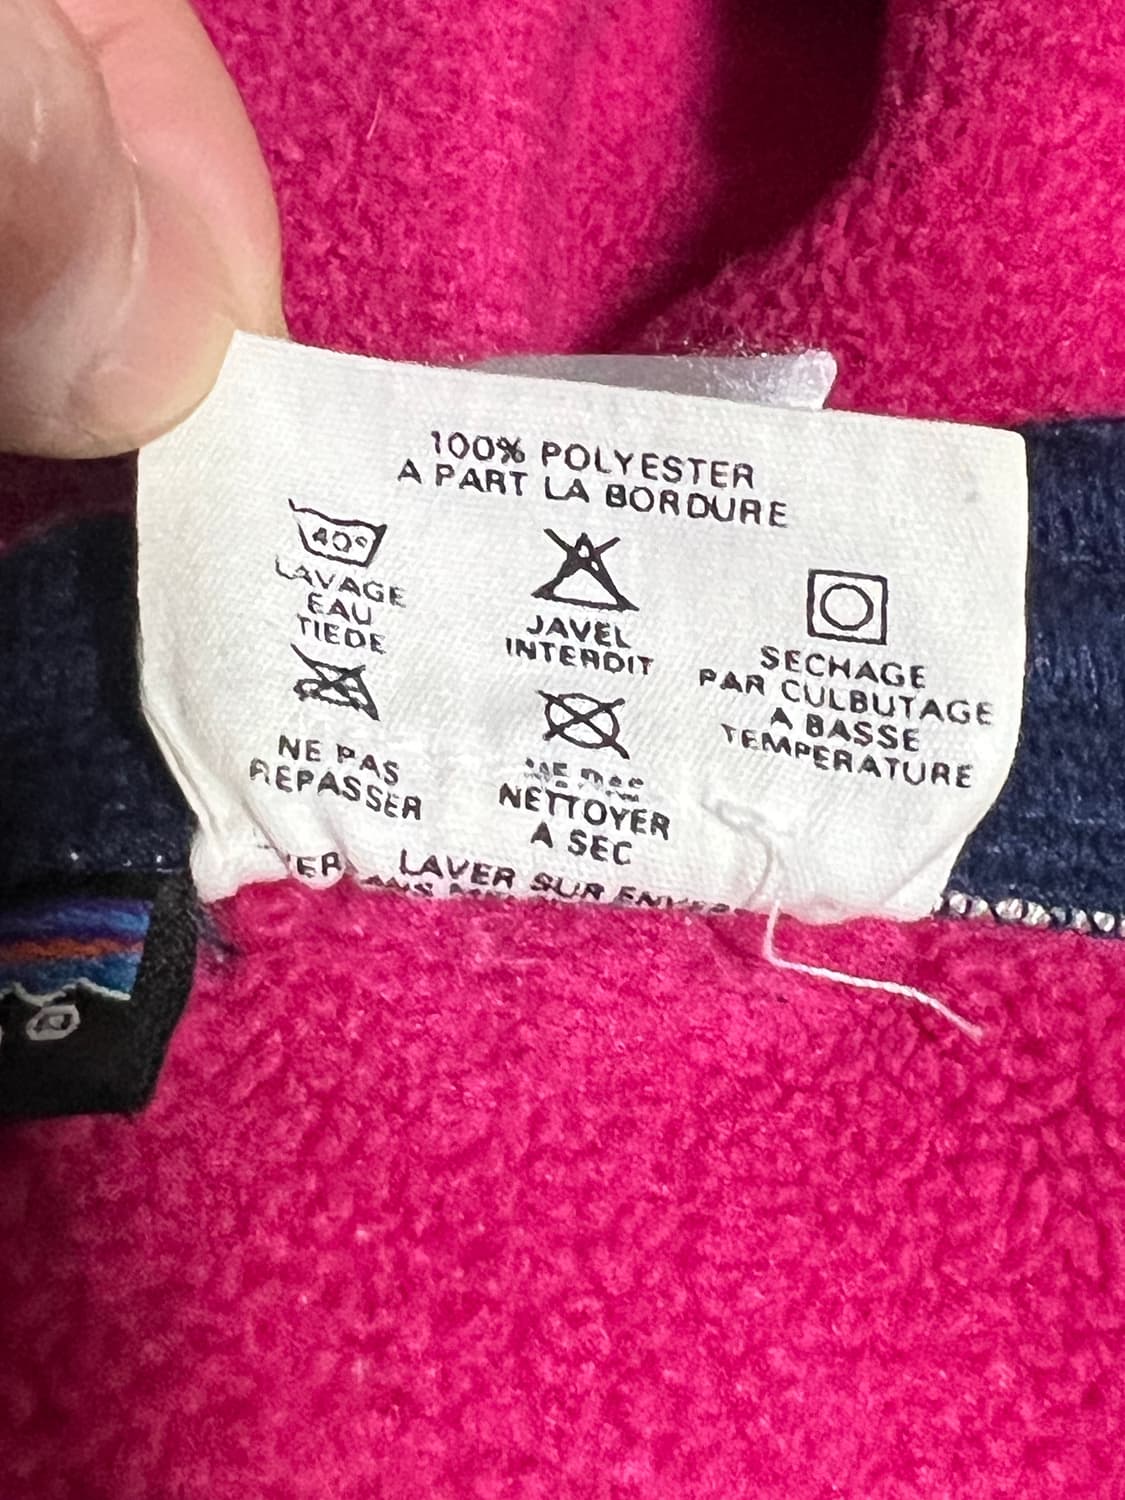 100% POLYESTER
A PART LA BORDURE
40°
LAVAGE
EAU
TIEDE
NE PAS
REPASSER
JAVEL
INTERDIT
NETTOYER
A SEC
SECHAGE
PAR CULBUTAGE
A BASSE
TEMPERATURE
LAVER SUR